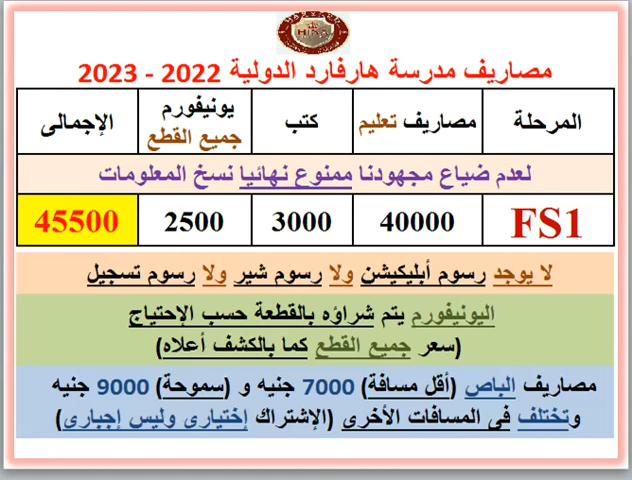 HIPA
مصاريف مدرسة هارفارد الدولية 2022 - 2023
المرحلة مصاريف تعليم كتب يونيفورم جميع القطع الإجمالى
لعدم ضياع مجهودنا ممنوع نهائيا نسخ المعلومات
FS1 40000 3000 2500 45500
لا يوجد رسوم أبليكيشن ولا رسوم شير ولا رسوم تسجيل
اليونيفورم يتم شراؤه بالقطعة حسب الإحتياج
(سعر جميع القطع كما بالكشف أعلاه)
مصاريف الباص (أقل مسافة) 7000 جنيه و (سموحة) 9000 جنيه
وتختلف فى المسافات الأخرى (الإشتراك إختيارى وليس إجبارى)